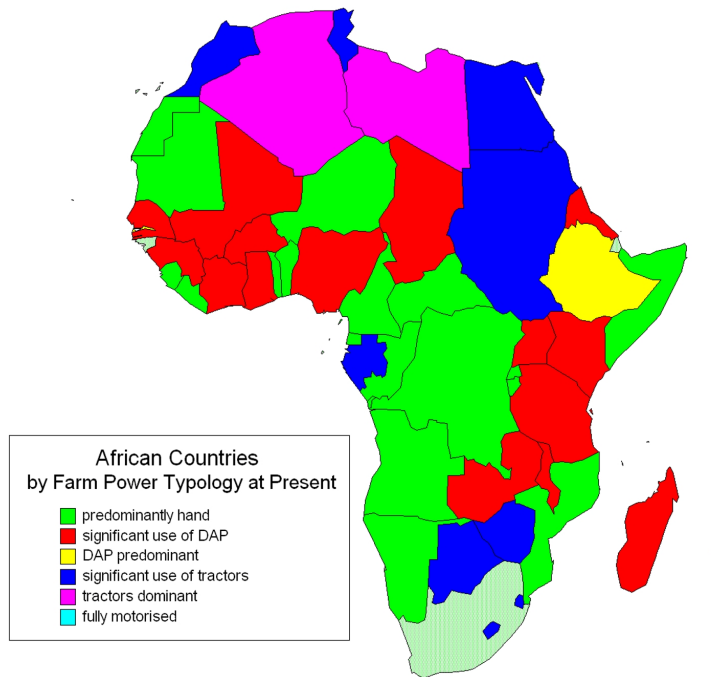 African Countries
by Farm Power Typology at Present
predominantly hand
significant use of DAP
DAP predominant
significant use of tractors
tractors dominant
fully motorised